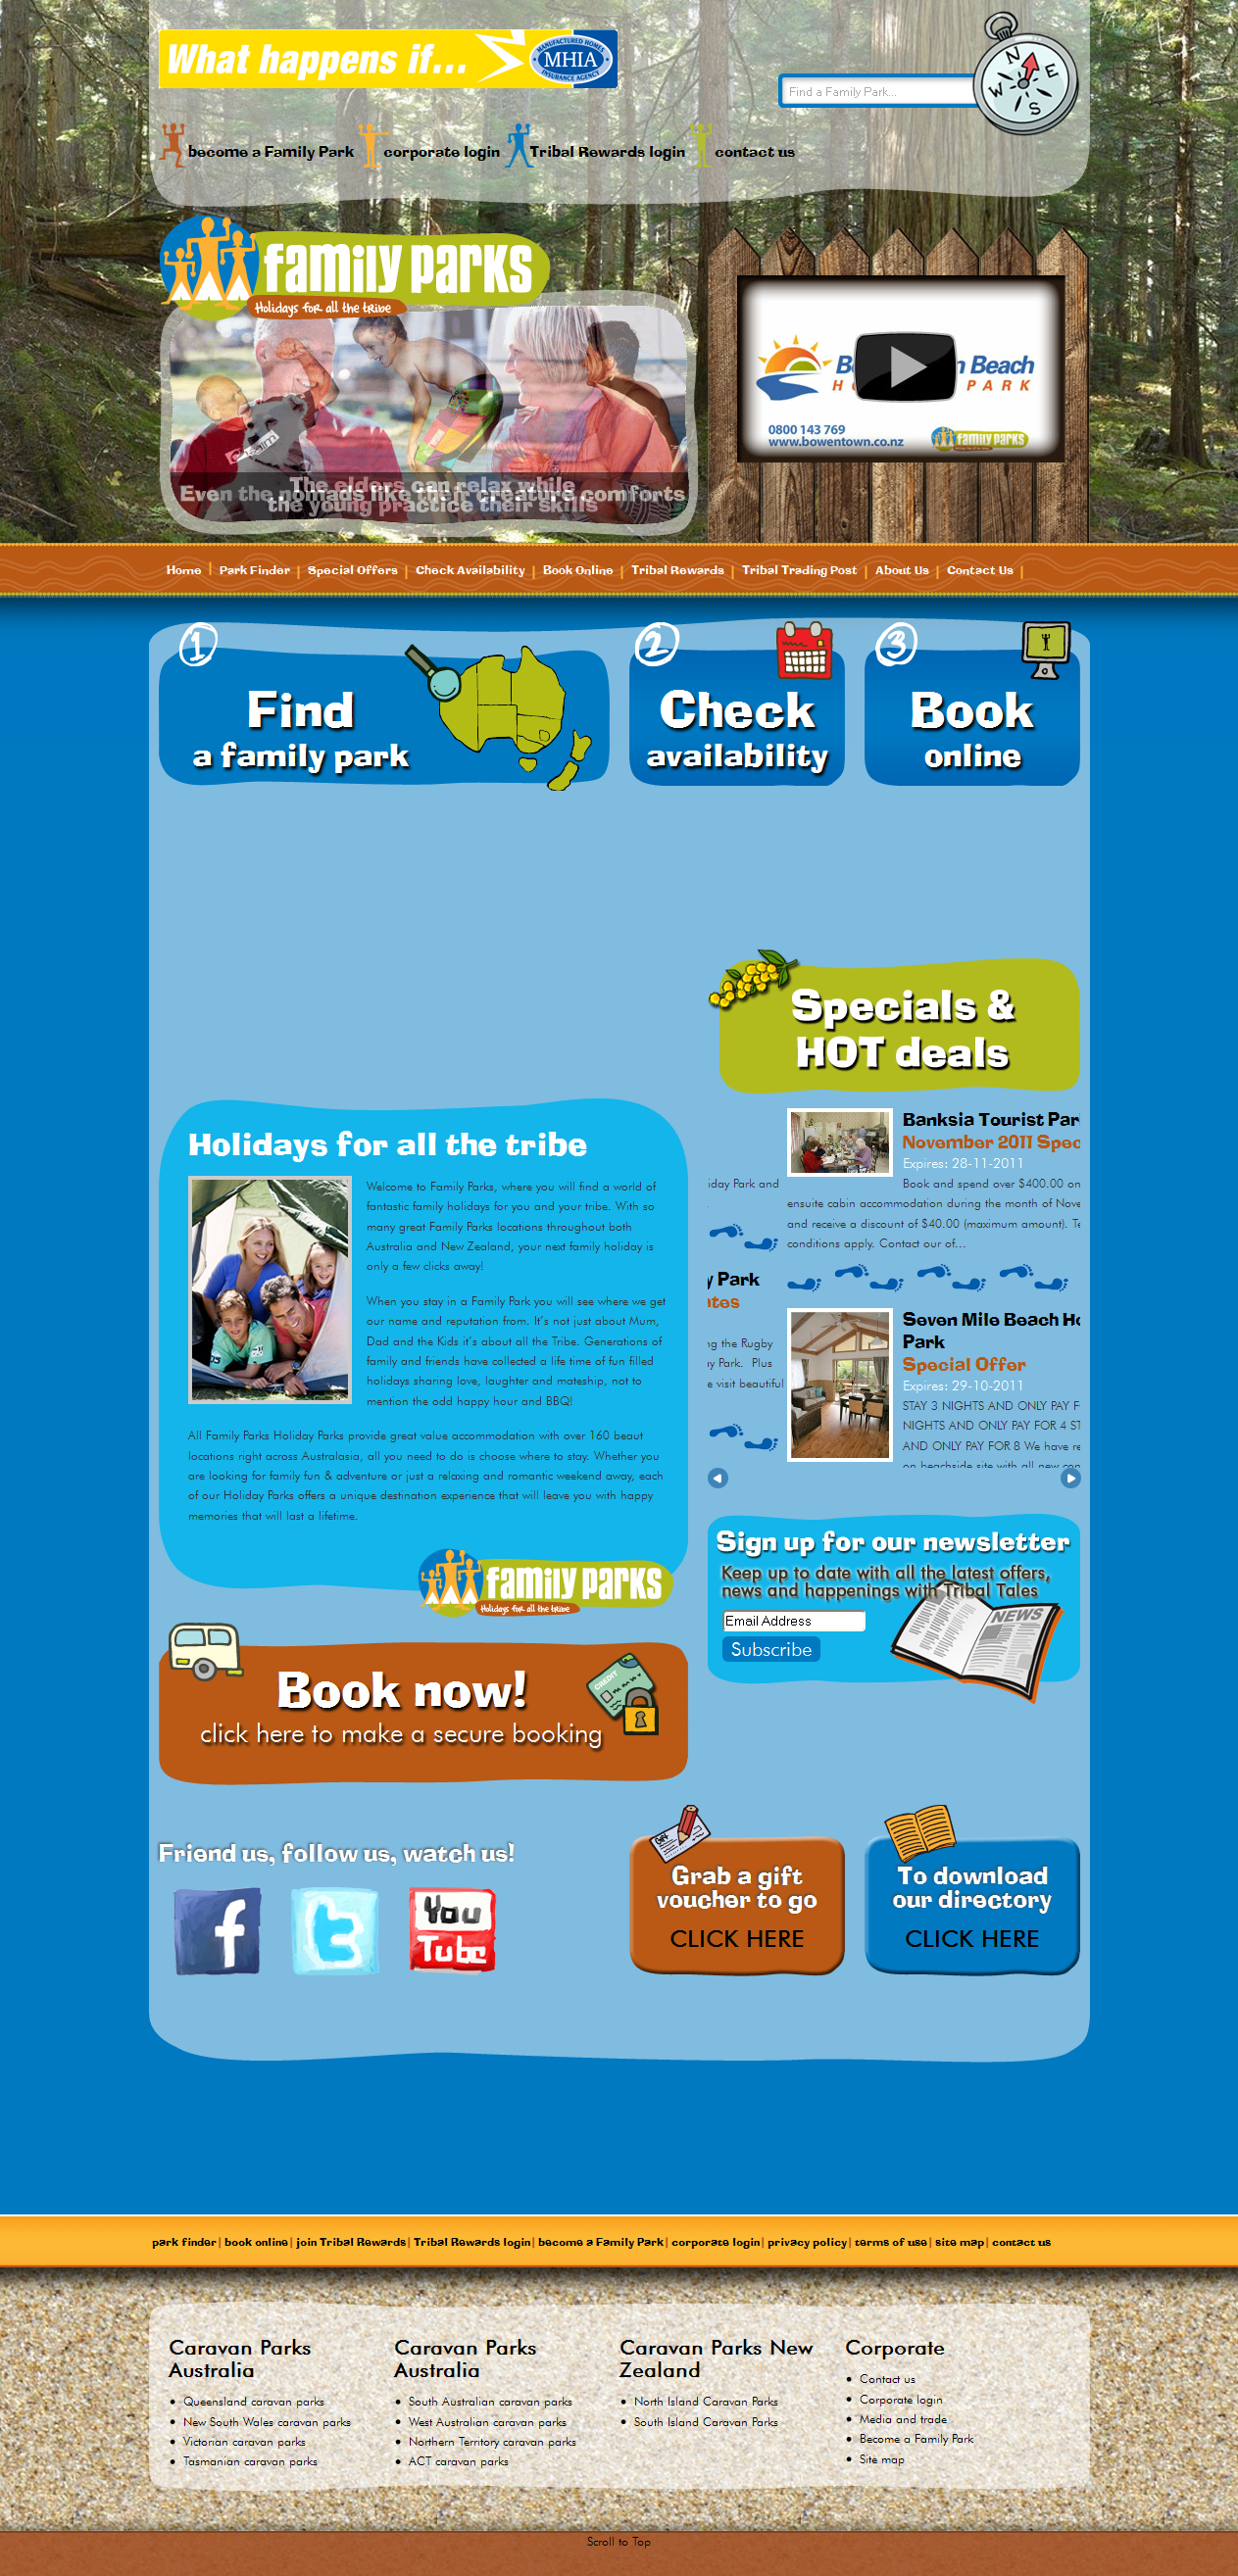 What happens if...
MANUFACTURED HOMES
MHIA
INSURANCE AGENCY
Find a Family Park...
N
E
S
W
become a Family Park
corporate login
Tribal Rewards login
contact us
family parks
Holidays for all the tribe
The elders can relax while
the young practice their skills
Even the nomads like their creature comforts
Beach
PARK
0800 143 769
www.bowentown.co.nz
family parks
Home | Park Finder | Special Offers | Check Availability | Book Online | Tribal Rewards | Tribal Trading Post | About Us | Contact Us |
1
Find
a family park
2
Check
availability
3
Book
online
Specials &
HOT deals
Holidays for all the tribe
Welcome to Family Parks, where you will find a world of
fantastic family holidays for you and your tribe. With so
many great Family Parks locations throughout both
Australia and New Zealand, your next family holiday is
only a few clicks away!
When you stay in a Family Park you will see where we get
our name and reputation from. It's not just about Mum,
Dad and the Kids it's about all the Tribe. Generations of
family and friends have collected a life time of fun filled
holidays sharing love, laughter and mateship, not to
mention the odd happy hour and BBQ!
All Family Parks Holiday Parks provide great value accommodation with over 160 beaut
locations right across Australasia, all you need to do is choose where to stay. Whether you
are looking for family fun & adventure or just a relaxing and romantic weekend away, each
of our Holiday Parks offers a unique destination experience that will leave you with happy
memories that will last a lifetime.
family parks
Holidays for all the tribe
iday Park and
y Park
ites
ng the Rugby
y Park. Plus
e visit beautiful
Banksia Tourist Par
November 2011 Spec
Expires: 28-11-2011
Book and spend over $400.00 on
ensuite cabin accommodation during the month of Nove
and receive a discount of $40.00 (maximum amount). Te
conditions apply. Contact our of...
Seven Mile Beach Ho
Park
Special Offer
Expires: 29-10-2011
STAY 3 NIGHTS AND ONLY PAY F
NIGHTS AND ONLY PAY FOR 4 ST
AND ONLY PAY FOR 8 We have re
on beachside site with all new con
Sign up for our newsletter
Keep up to date with all the latest offers,
news and happenings with Tribal Tales
Email Address
Subscribe
NEWS
Book now!
click here to make a secure booking
CREDIT
Friend us, follow us, watch us!
f
t
You
Tube
Gift
Grab a gift
voucher to go
CLICK HERE
To download
our directory
CLICK HERE
park finder | book online | join Tribal Rewards | Tribal Rewards login | become a Family Park | corporate login | privacy policy | terms of use | site map | contact us
Caravan Parks
Australia
• Queensland caravan parks
• New South Wales caravan parks
• Victorian caravan parks
• Tasmanian caravan parks
Caravan Parks
Australia
• South Australian caravan parks
• West Australian caravan parks
• Northern Territory caravan parks
• ACT caravan parks
Caravan Parks New
Zealand
• North Island Caravan Parks
• South Island Caravan Parks
Corporate
• Contact us
• Corporate login
• Media and trade
• Become a Family Park
• Site map
Scroll to Top